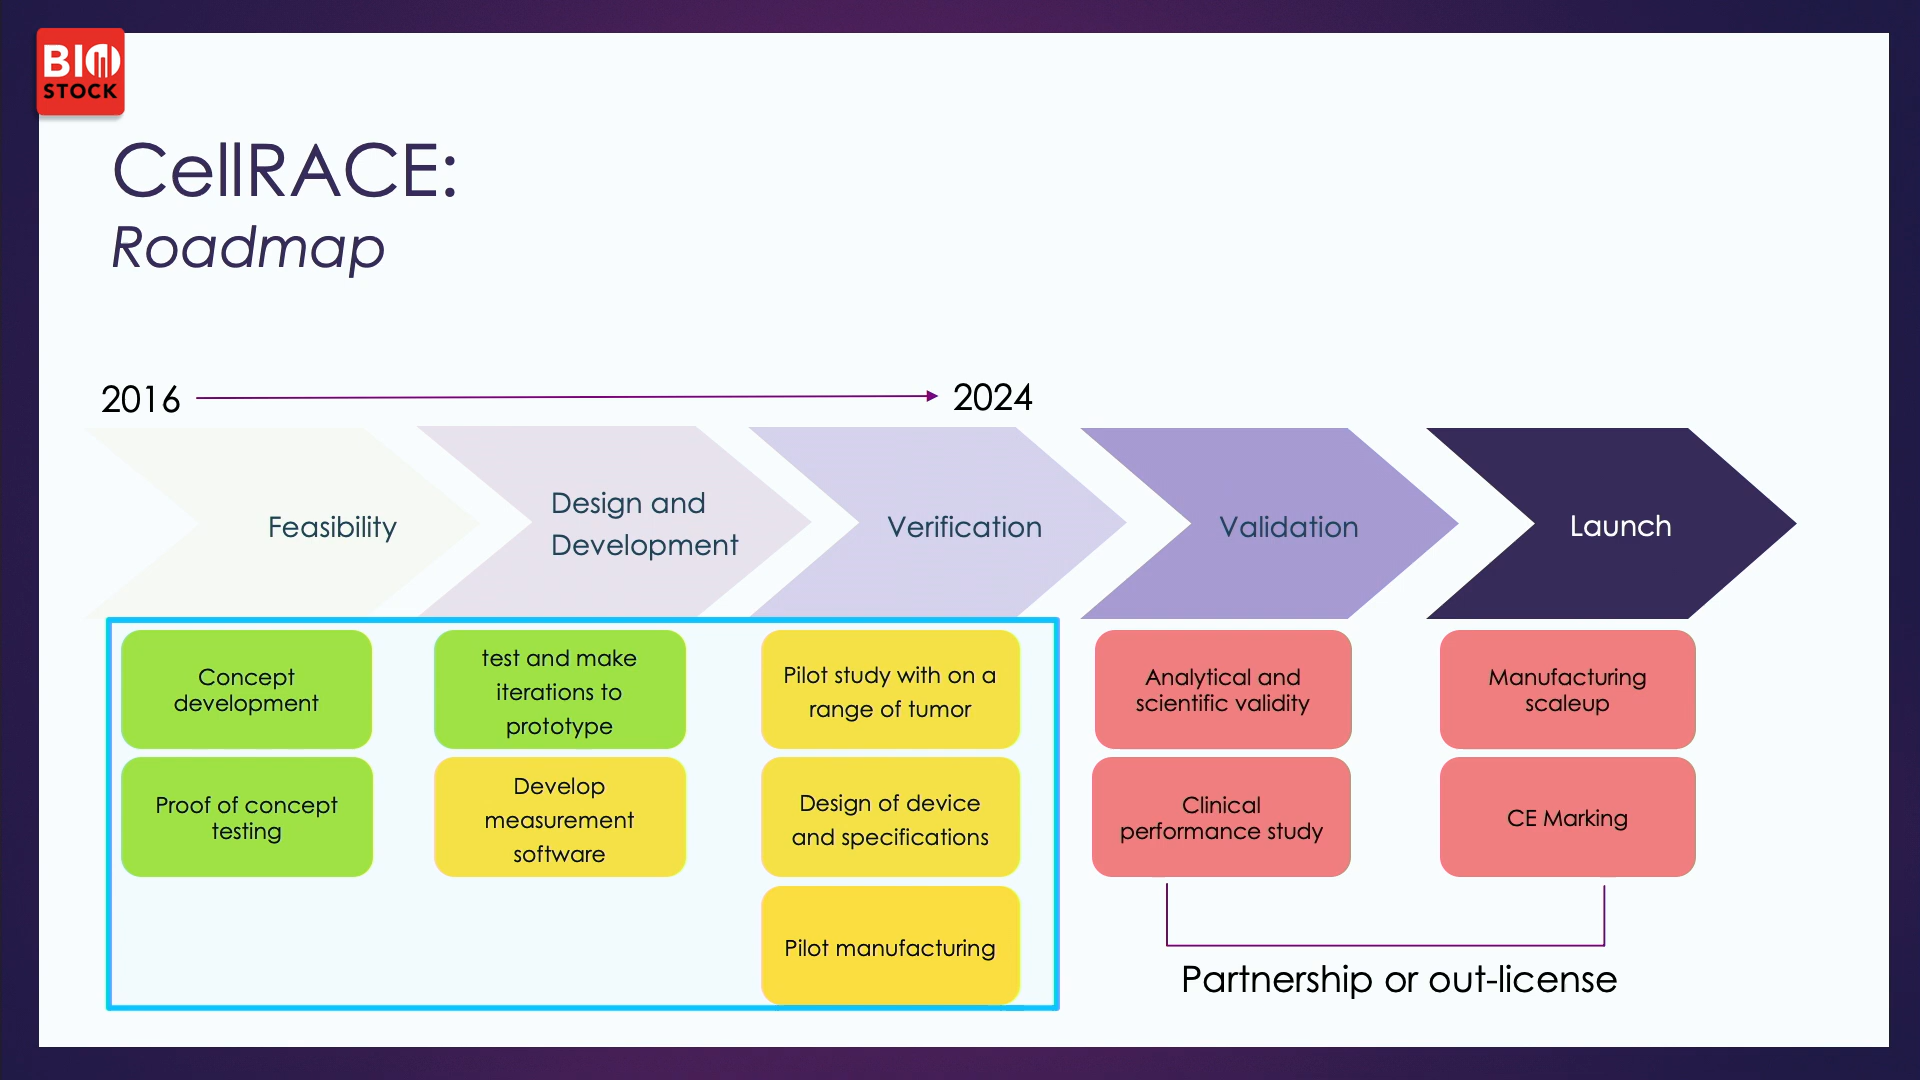 BIO
STOCK
CellRACE:
Roadmap
2016
2024
Feasibility
Design and
Development
Verification
Validation
Launch
Concept
development
Proof of concept
testing
test and make
iterations to
prototype
Develop
measurement
software
Pilot study with on a
range of tumor
Design of device
and specifications
Pilot manufacturing
Analytical and
scientific validity
Clinical
performance study
Manufacturing
scaleup
CE Marking
Partnership or out-license